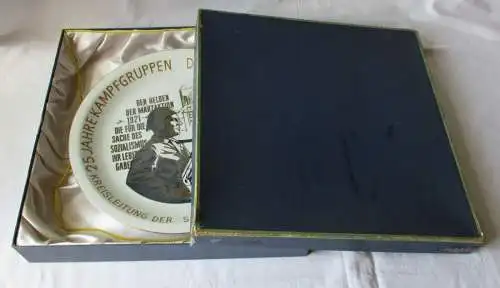 25 JAHRE KAMPFGRUPPEN D
DEN HELDEN
DER MÄRZAKTION
1921
DIE FÜR DIE
SACHE DES
SOZIALISMUS
IHR LEBEN
GABEN
KREISLEITUNG DER S